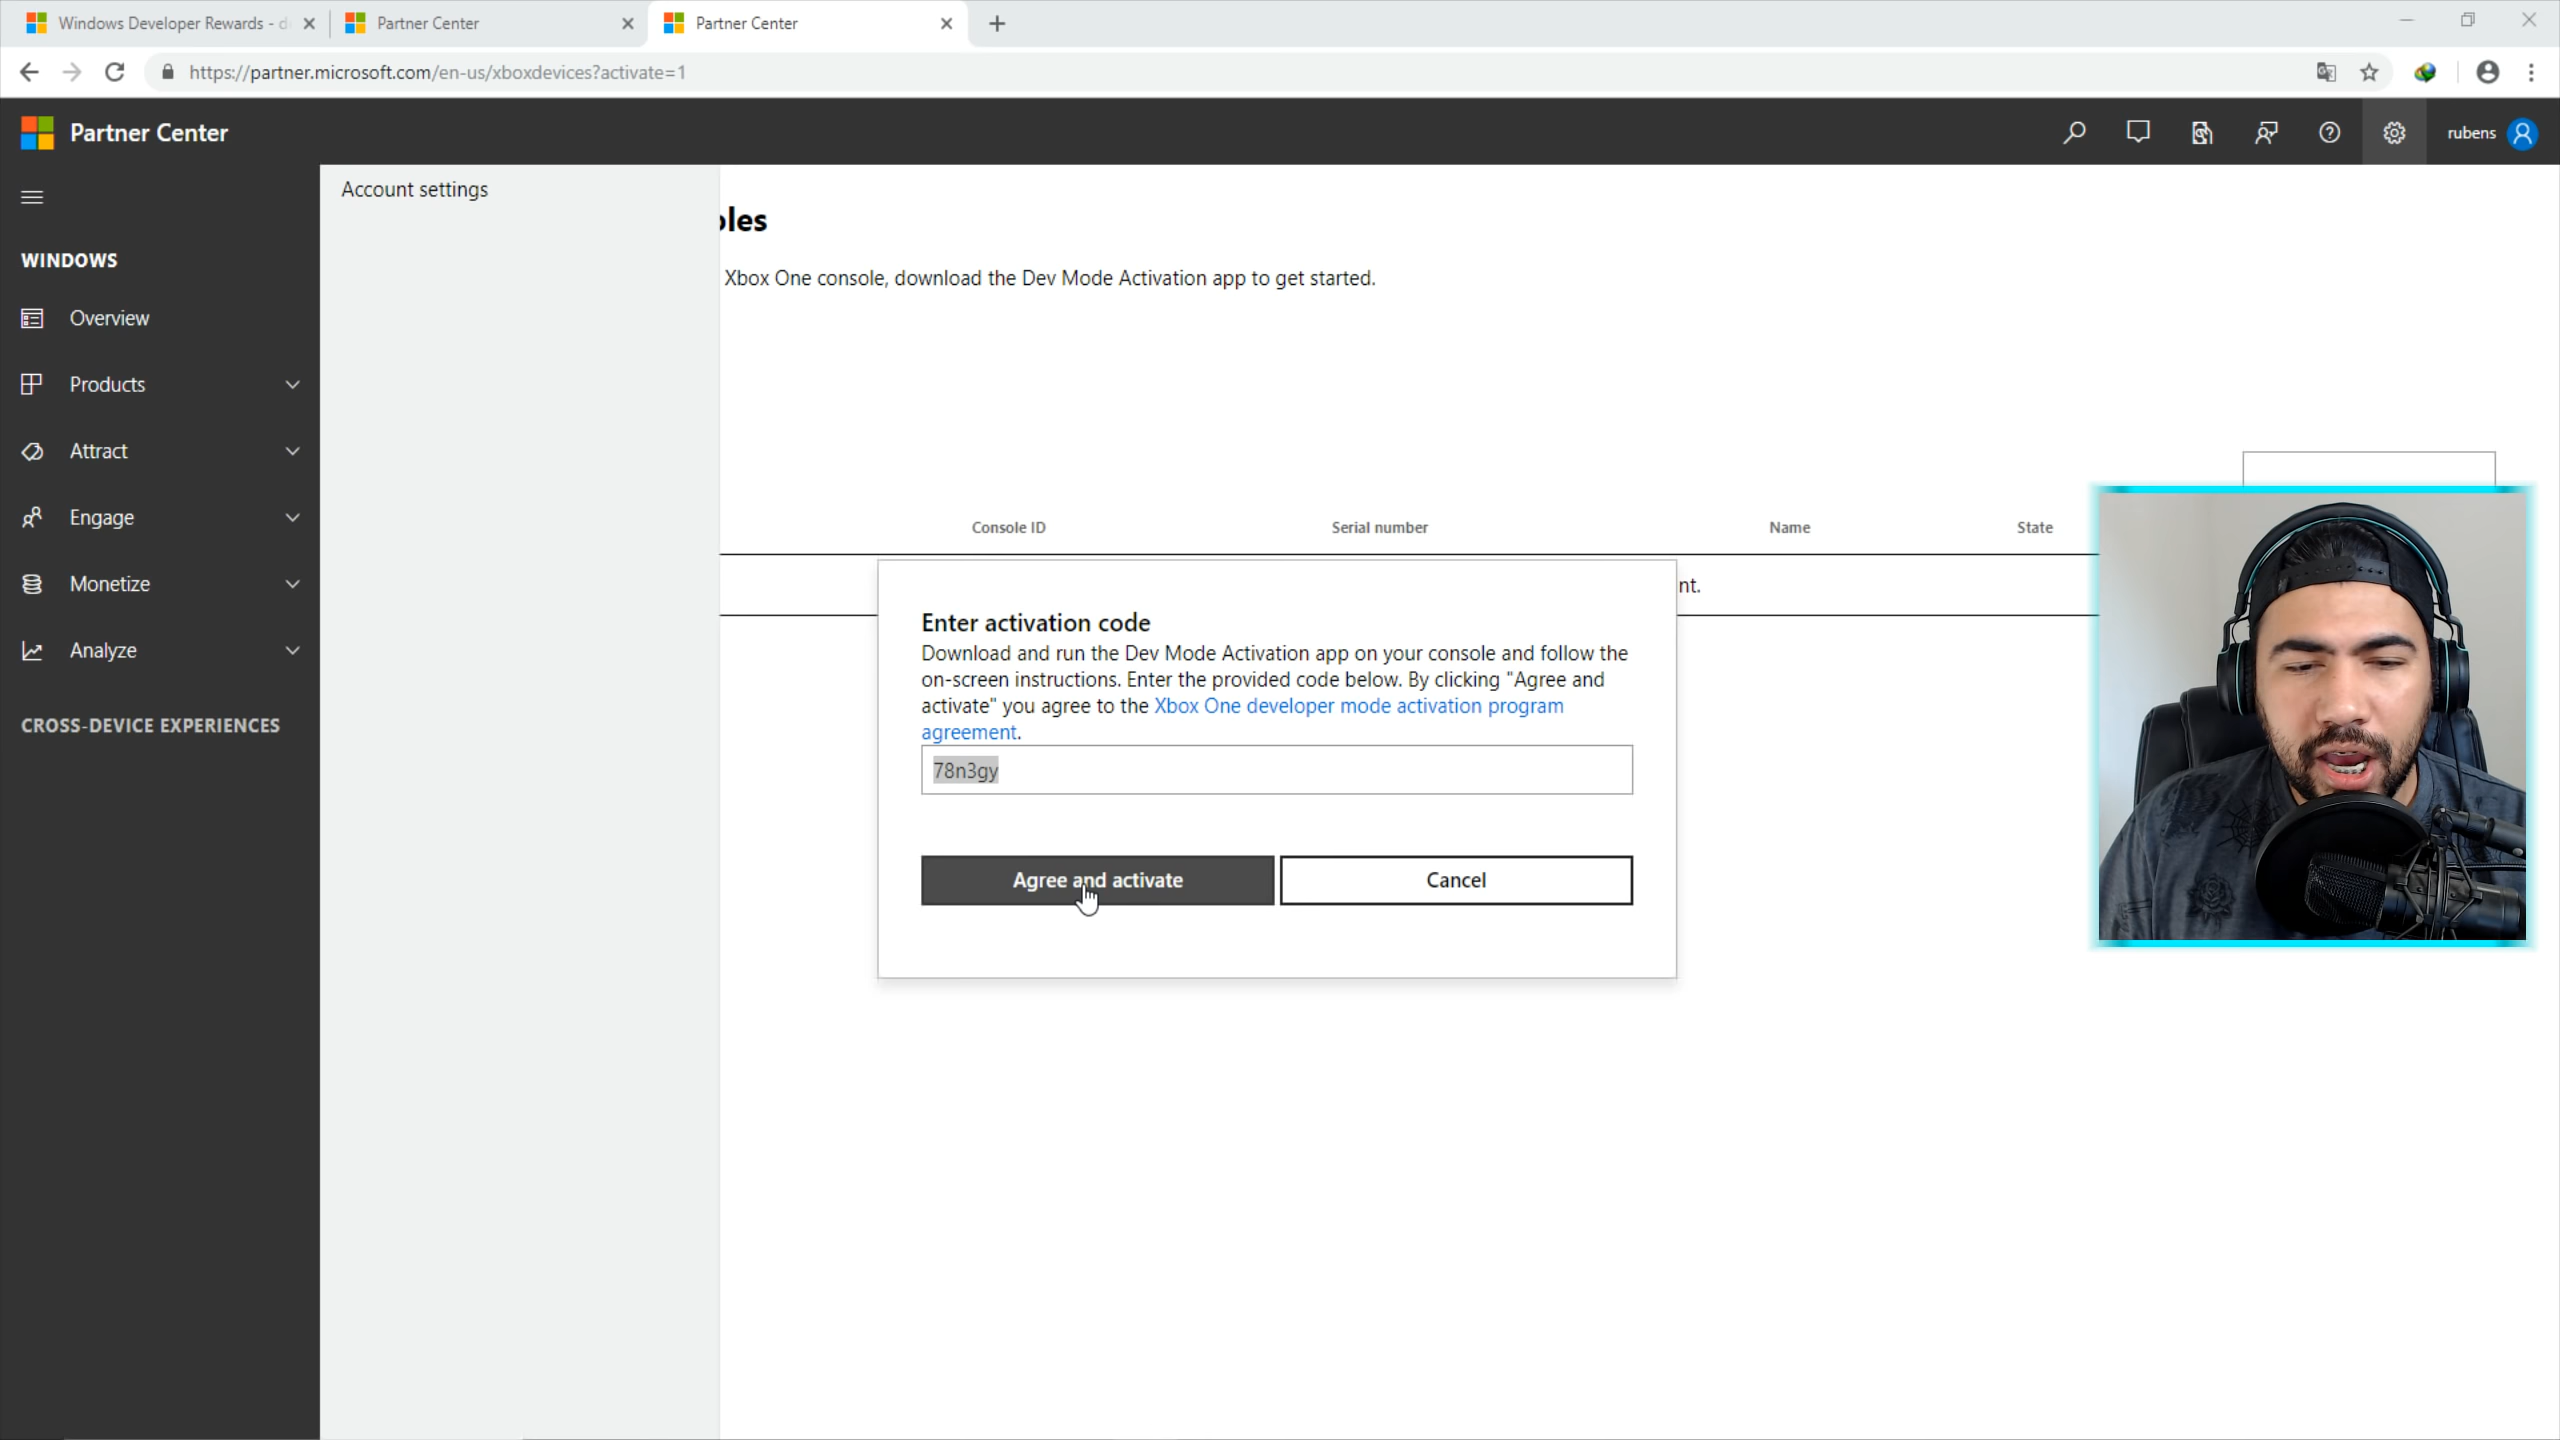 Windows Developer Rewards - d
Partner Center
Partner Center
https://partner.microsoft.com/en-us/xboxdevices?activate=1
Partner Center
rubens
Account settings
WINDOWS
Overview
Products
Attract
Engage
Monetize
Analyze
CROSS-DEVICE EXPERIENCES
oles
Xbox One console, download the Dev Mode Activation app to get started.
Console ID
Serial number
Name
State
nt.
Enter activation code
Download and run the Dev Mode Activation app on your console and follow the
on-screen instructions. Enter the provided code below. By clicking "Agree and
activate" you agree to the Xbox One developer mode activation program
agreement.
78n3gy
Agree and activate
Cancel